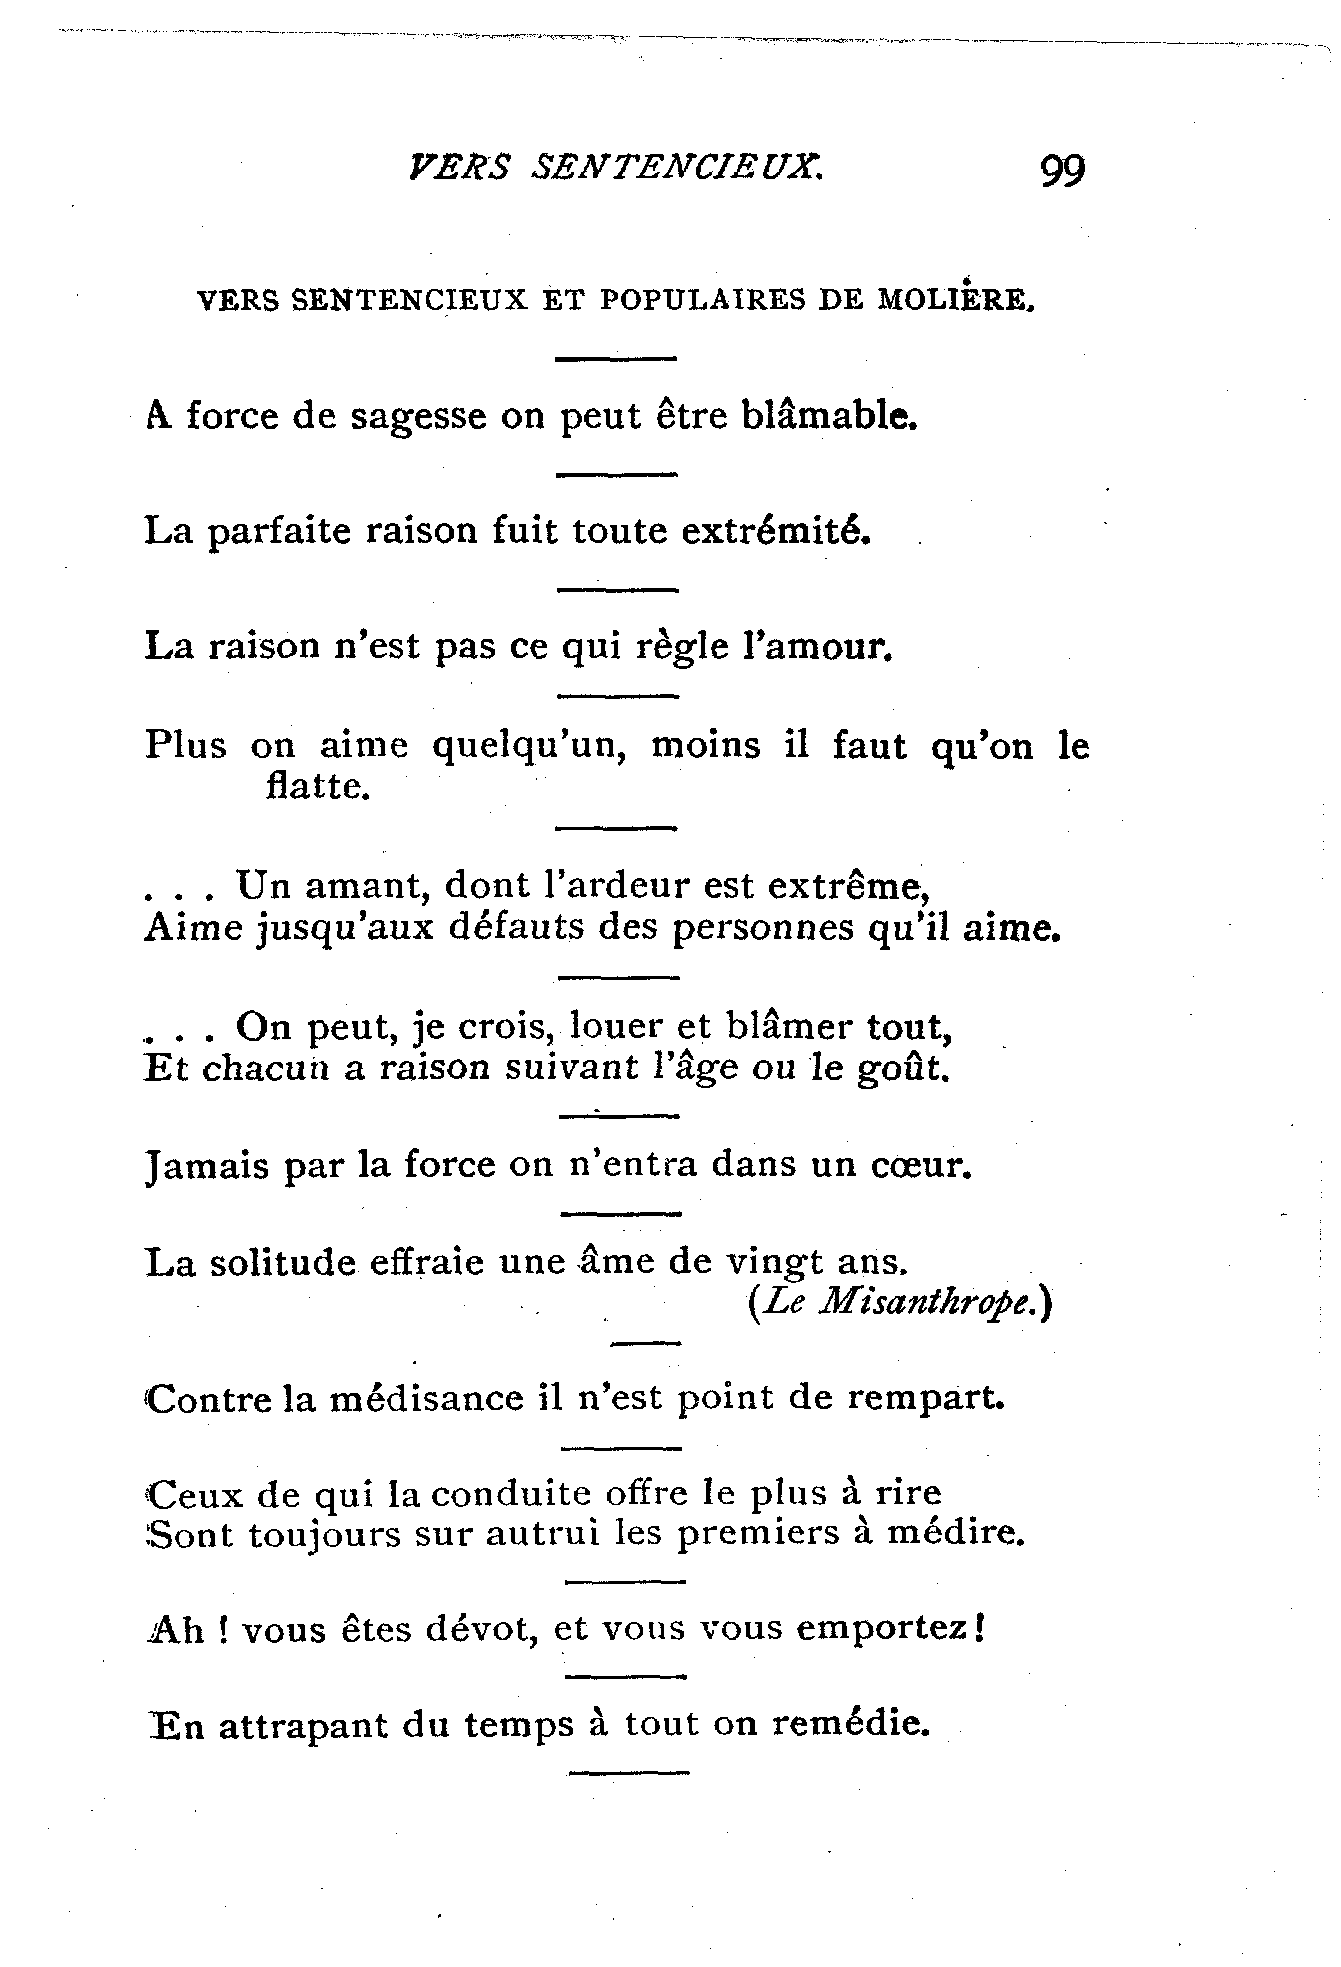 VERS SENTENCIEUX. 99
VERS SENTENCIEUX ET POPULAIRES DE MOLIÈRE.
A force de sagesse on peut être blâmable.
La parfaite raison fuit toute extrémité.
La raison n'est pas ce qui règle l'amour.
Plus on aime quelqu'un, moins il faut qu'on le
flatte.
. . . Un amant, dont l'ardeur est extrême,
Aime jusqu'aux défauts des personnes qu'il aime.
. . . On peut, je crois, louer et blâmer tout,
Et chacun a raison suivant l'âge ou le goût.
Jamais par la force on n'entra dans un cœur.
La solitude effraie une âme de vingt ans.
(Le Misanthrope.)
Contre la médisance il n'est point de rempart.
Ceux de qui la conduite offre le plus à rire
Sont toujours sur autrui les premiers à médire.
Ah ! vous êtes dévot, et vous vous emportez !
En attrapant du temps à tout on remédie.